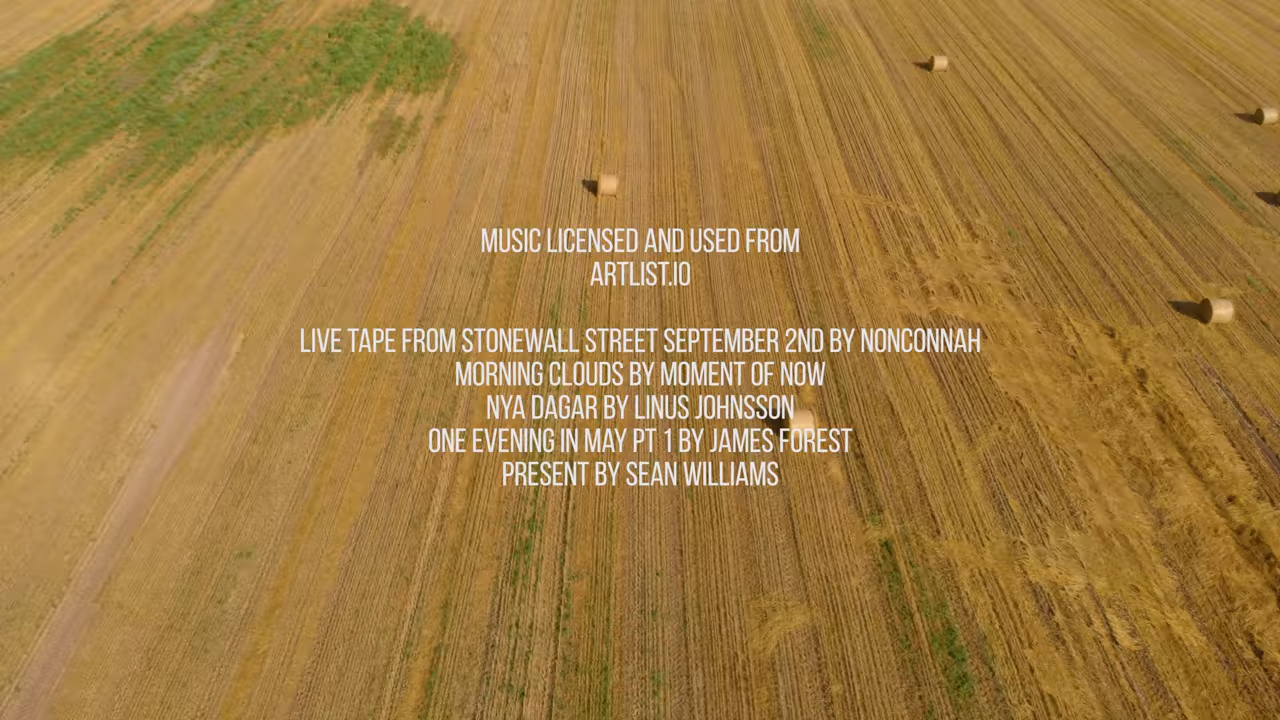 MUSIC LICENSED AND USED FROM
ARTLIST.IO
LIVE TAPE FROM STONEWALL STREET SEPTEMBER 2ND BY NONCONNAH
MORNING CLOUDS BY MOMENT OF NOW
NYA DAGAR BY LINUS JOHNSSON
ONE EVENING IN MAY PT 1 BY JAMES FOREST
PRESENT BY SEAN WILLIAMS